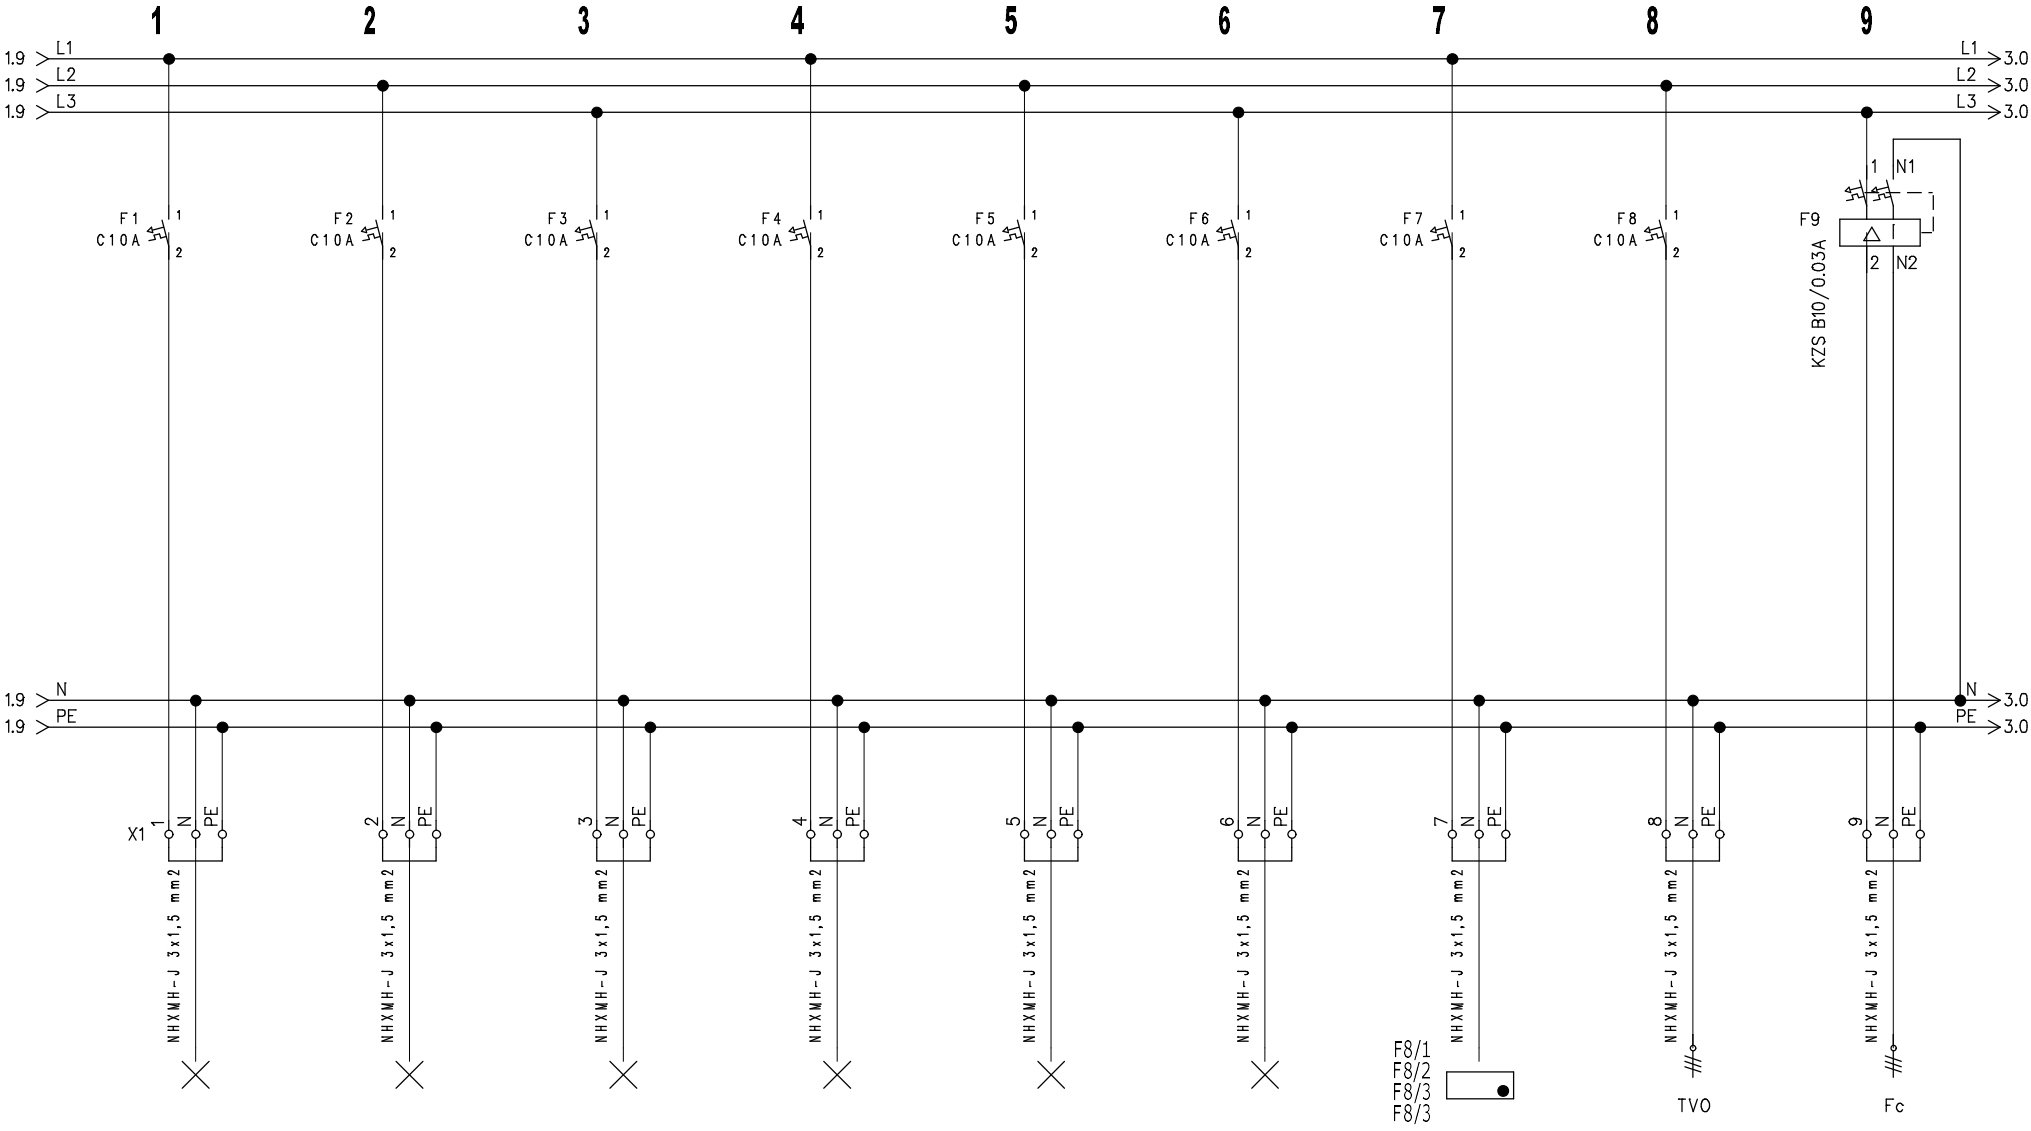 1 2 3 4 5 6 7 8 9
1.9 L1 L1 3.0
1.9 L2 L2 3.0
1.9 L3 L3 3.0
1 N1
F1 1 F2 1 F3 1 F4 1 F5 1 F6 1 F7 1 F8 1 F9
C10A C10A C10A C10A C10A C10A C10A C10A
2 2 2 2 2 2 2 2 2 N2
KZS B10/0.03A
1.9 N N 3.0
1.9 PE PE 3.0
X1 1 N PE 2 N PE 3 N PE 4 N PE 5 N PE 6 N PE 7 N PE 8 N PE 9 N PE
NHXMH-J 3x1,5 mm2
NHXMH-J 3x1,5 mm2
NHXMH-J 3x1,5 mm2
NHXMH-J 3x1,5 mm2
NHXMH-J 3x1,5 mm2
NHXMH-J 3x1,5 mm2
NHXMH-J 3x1,5 mm2
NHXMH-J 3x1,5 mm2
NHXMH-J 3x1,5 mm2
F8/1
F8/2
F8/3
F8/3
TVO Fc